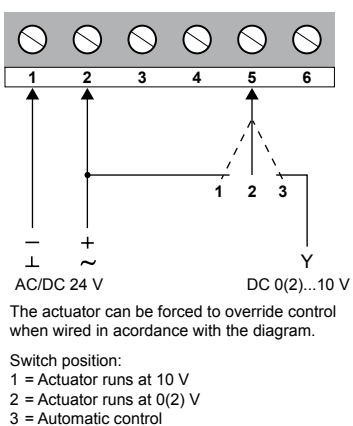 1 2 3 4 5 6
1 2 3
– +
⊥ ~ Y
AC/DC 24 V DC 0(2)...10 V
The actuator can be forced to override control
when wired in acordance with the diagram.
Switch position:
1 = Actuator runs at 10 V
2 = Actuator runs at 0(2) V
3 = Automatic control